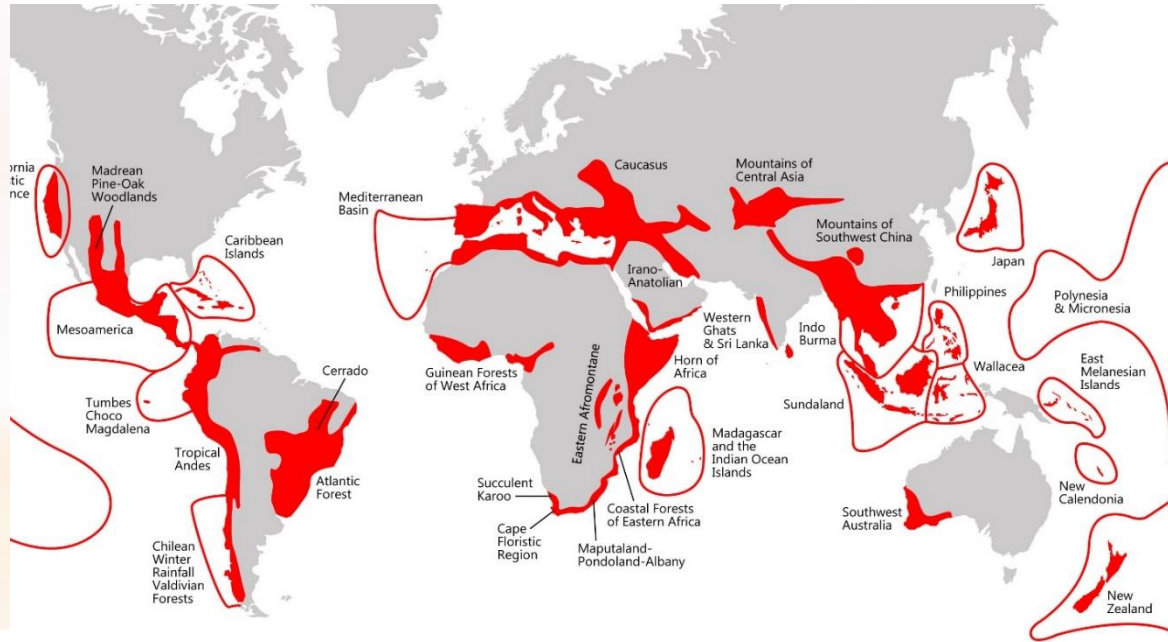 ornia
stic
nce
Madrean
Pine-Oak
Woodlands
Caribbean
Islands
Mesoamerica
Tumbes
Choco
Magdalena
Tropical
Andes
Cerrado
Atlantic
Forest
Chilean
Winter
Rainfall
Valdivian
Forests
Mediterranean
Basin
Caucasus
Mountains of
Central Asia
Mountains of
Southwest China
Irano-
Anatolian
Western
Ghats
& Sri Lanka
Indo
Burma
Guinean Forests
of West Africa
Horn of
Africa
Eastern Afromontane
Madagascar
and the
Indian Ocean
Islands
Succulent
Karoo
Cape
Floristic
Region
Coastal Forests
of Eastern Africa
Maputaland-
Pondoland-Albany
Japan
Philippines
Polynesia
& Micronesia
Wallacea
Sundaland
East
Melanesian
Islands
New
Calendonia
Southwest
Australia
New
Zealand